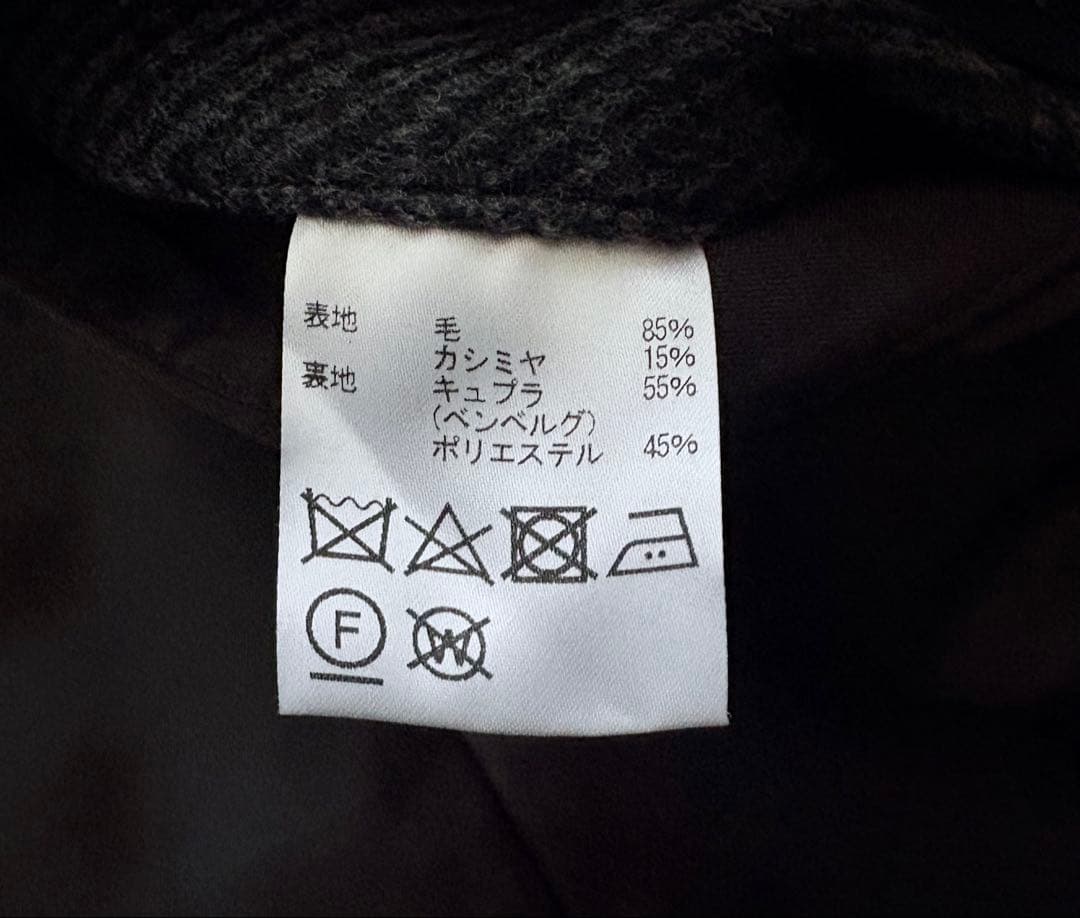 表地 毛 85%
カシミヤ 15%
裏地 キュプラ 55%
(ベンベルグ)
ポリエステル 45%
F W